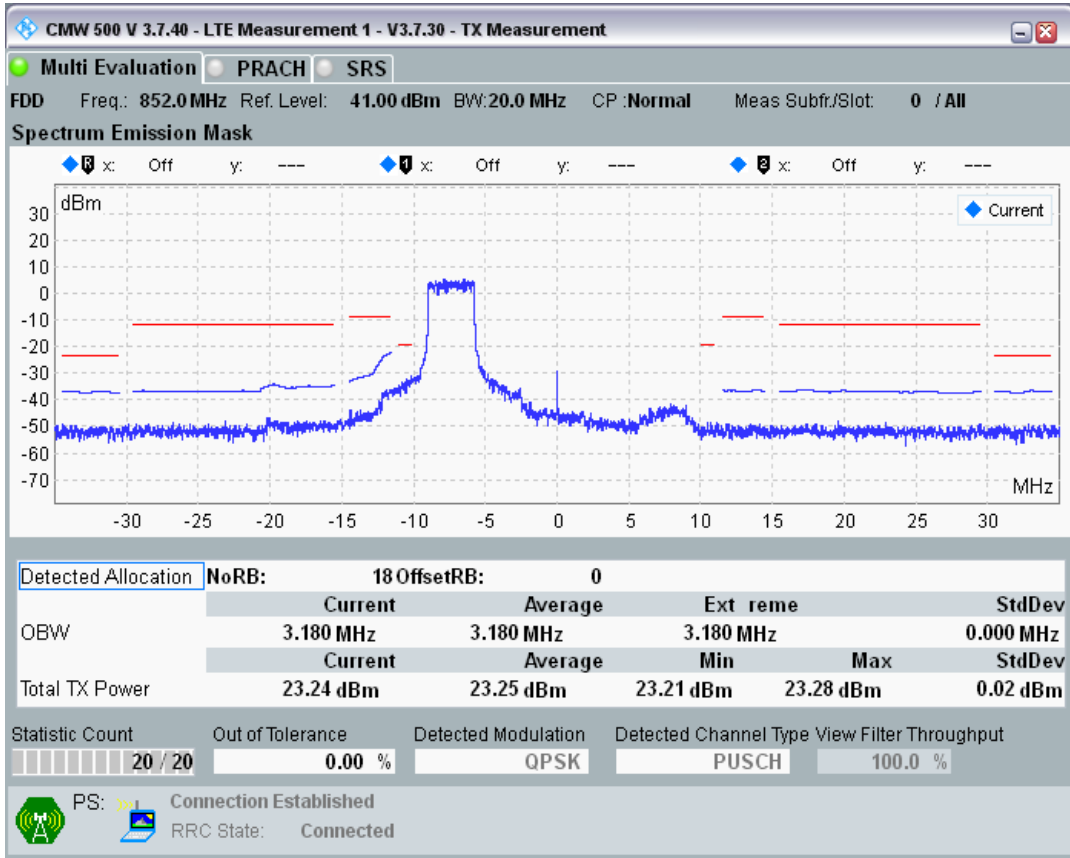 CMW 500 V 3.7.40 - LTE Measurement 1 - V3.7.30 - TX Measurement
Multi Evaluation PRACH SRS
FDD Freq.: 852.0 MHz Ref. Level: 41.00 dBm BW: 20.0 MHz CP : Normal Meas Subfr./Slot: 0 / All
Spectrum Emission Mask
R x: Off y: --- 1 x: Off y: --- 2 x: Off y: ---
dBm
Current
30
20
10
0
-10
-20
-30
-40
-50
-60
-70
MHz
-30 -25 -20 -15 -10 -5 0 5 10 15 20 25 30
Detected Allocation NoRB: 18 OffsetRB: 0
Current Average Ext reme StdDev
OBW 3.180 MHz 3.180 MHz 3.180 MHz 0.000 MHz
Current Average Min Max StdDev
Total TX Power 23.24 dBm 23.25 dBm 23.21 dBm 23.28 dBm 0.02 dBm
Statistic Count Out of Tolerance Detected Modulation Detected Channel Type View Filter Throughput
20 / 20 0.00 % QPSK PUSCH 100.0 %
PS: Connection Established
RRC State: Connected